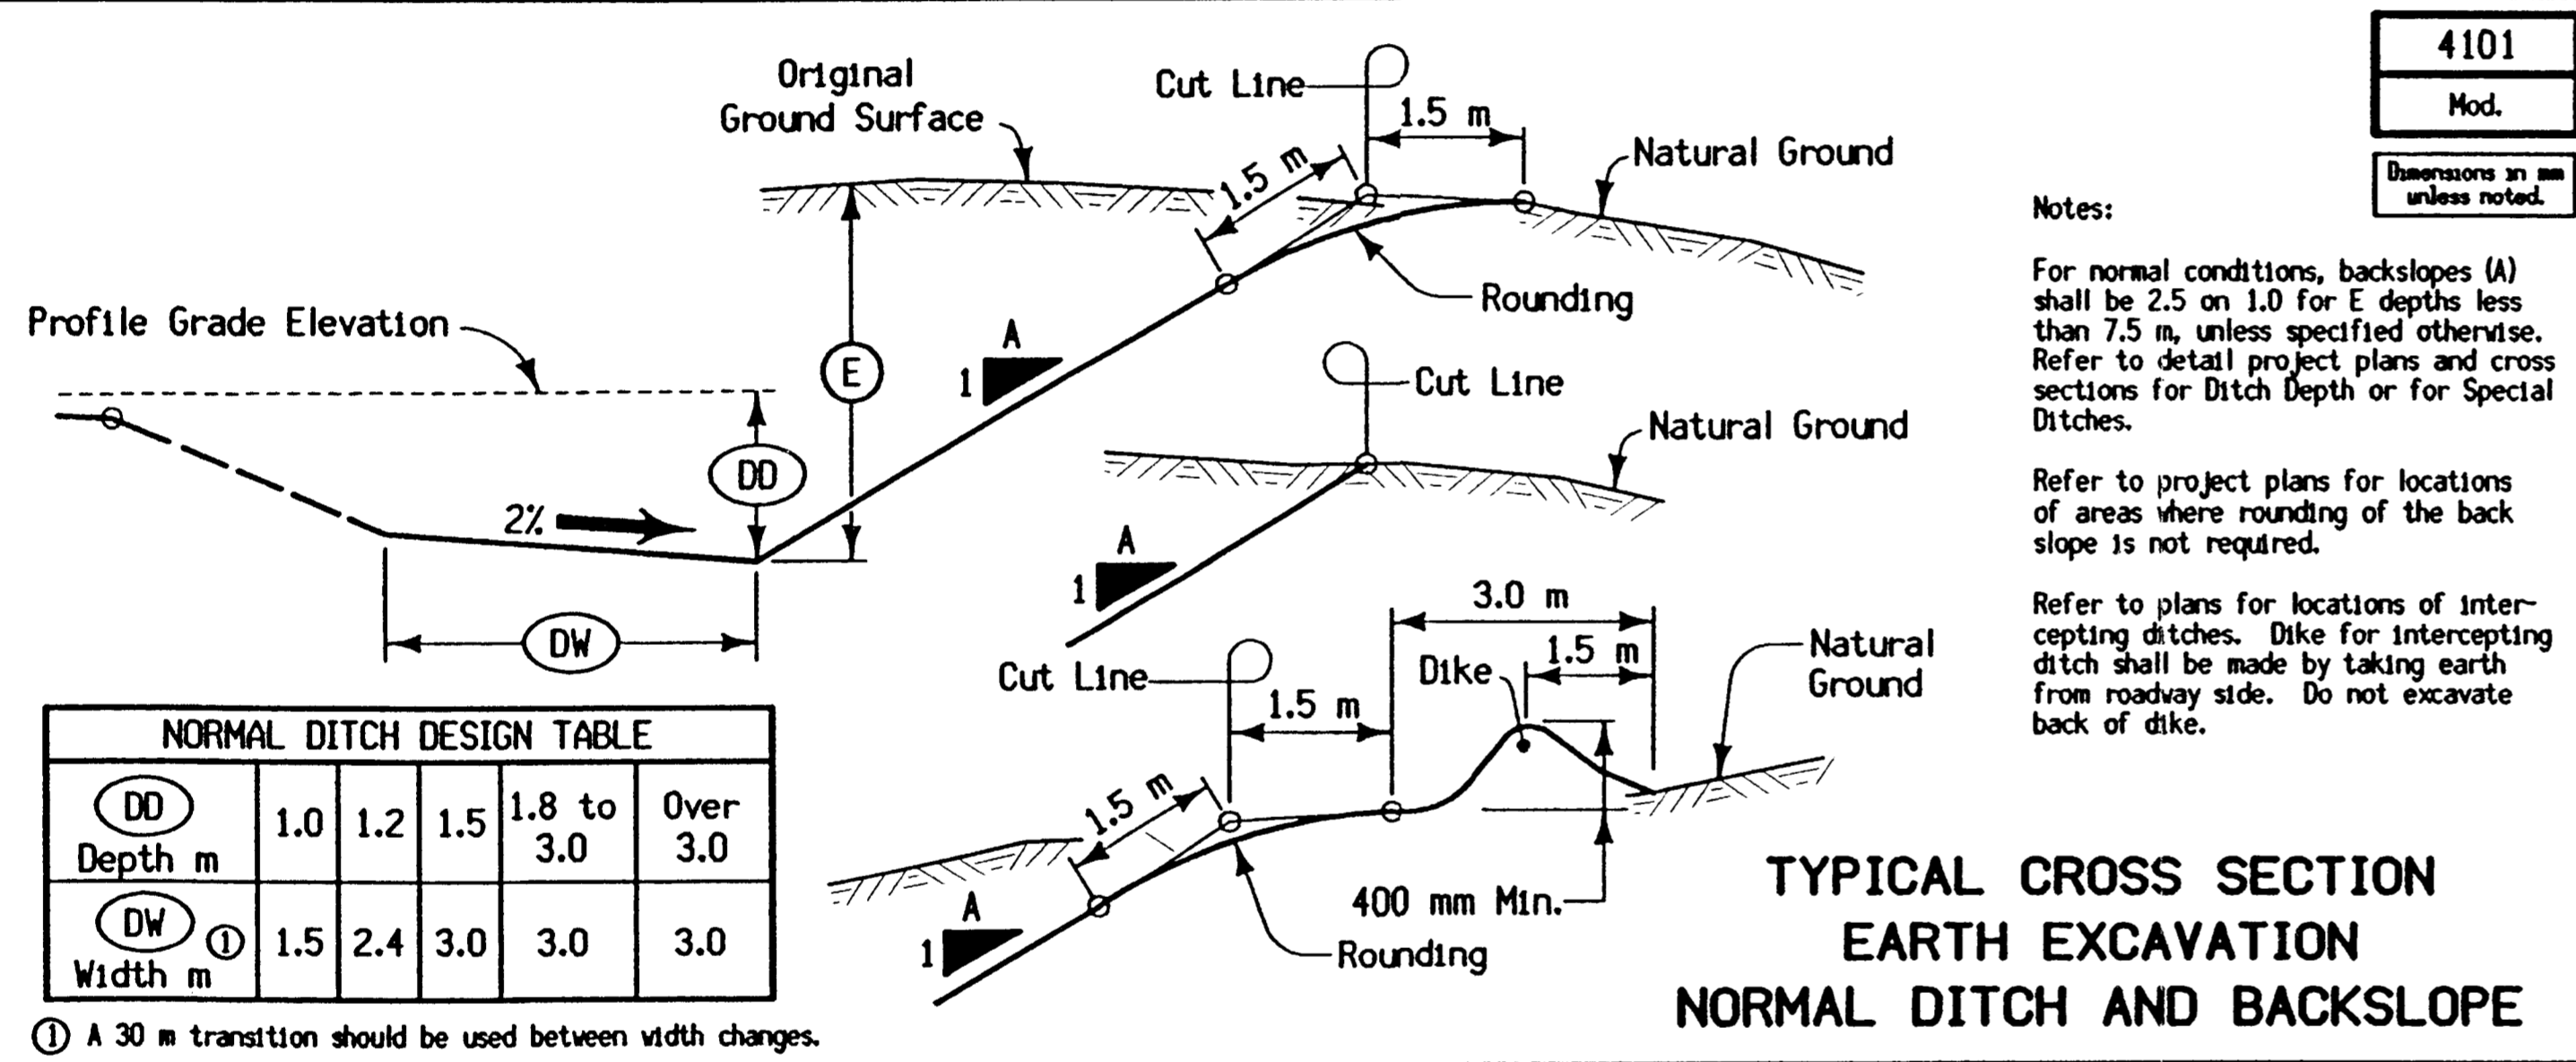 4101
Mod.
Dimensions in mm
unless noted.
Original
Ground Surface
Cut Line
1.5 m
1.5 m
Natural Ground
Rounding
Profile Grade Elevation
A
1
E
DD
2%
DW
Cut Line
Natural Ground
A
1
3.0 m
1.5 m
Dike
Natural
Ground
Cut Line
1.5 m
1.5 m
A
1
400 mm Min.
Rounding
Notes:
For normal conditions, backslopes (A)
shall be 2.5 on 1.0 for E depths less
than 7.5 m, unless specified otherwise.
Refer to detail project plans and cross
sections for Ditch Depth or for Special
Ditches.
Refer to project plans for locations
of areas where rounding of the back
slope is not required.
Refer to plans for locations of inter-
cepting ditches. Dike for intercepting
ditch shall be made by taking earth
from roadway side. Do not excavate
back of dike.
NORMAL DITCH DESIGN TABLE
DD
Depth m
1.0
1.2
1.5
1.8 to
3.0
Over
3.0
DW
Width m
①
1.5
2.4
3.0
3.0
3.0
① A 30 m transition should be used between width changes.
TYPICAL CROSS SECTION
EARTH EXCAVATION
NORMAL DITCH AND BACKSLOPE